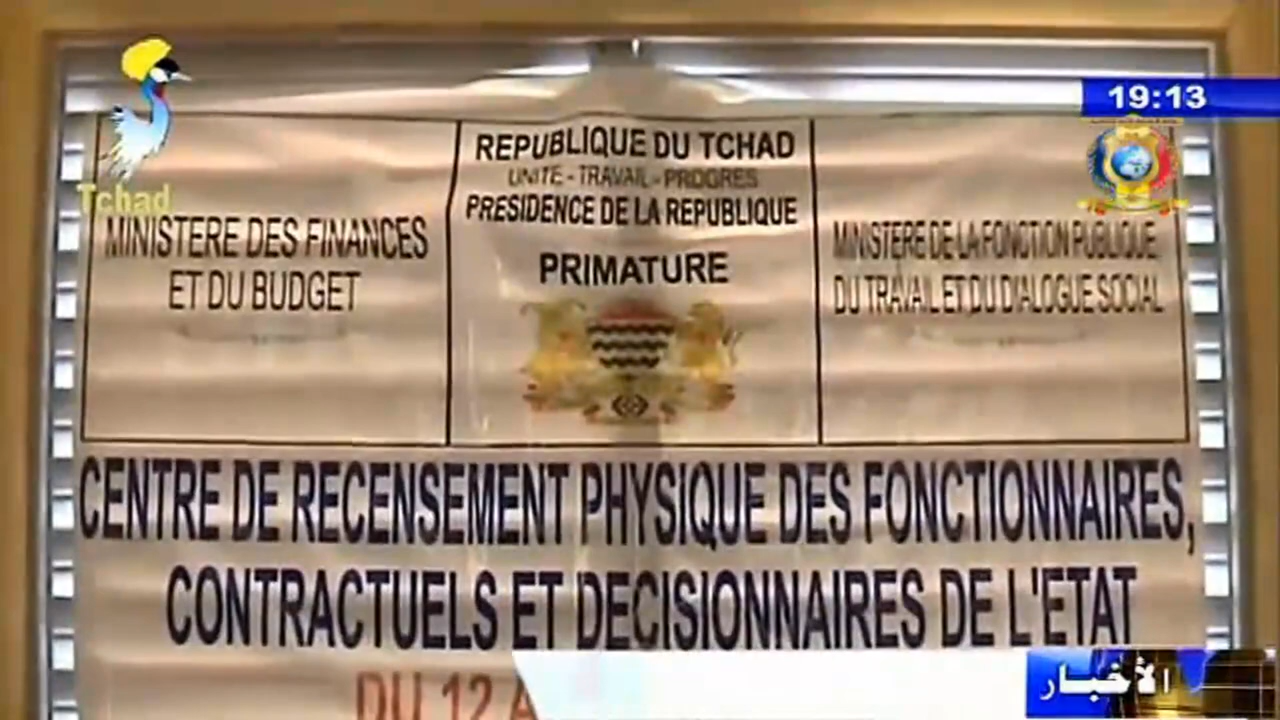 19:13
Tchad
MINISTERE DES FINANCES
ET DU BUDGET
REPUBLIQUE DU TCHAD
UNITE - TRAVAIL - PROGRES
PRESIDENCE DE LA REPUBLIQUE
PRIMATURE
MINISTERE DE LA FONCTION PUBLIQUE
DU TRAVAIL ET DU DIALOGUE SOCIAL
CENTRE DE RECENSEMENT PHYSIQUE DES FONCTIONNAIRES,
CONTRACTUELS ET DECISIONNAIRES DE L'ETAT
DU 12 A
الأخبار